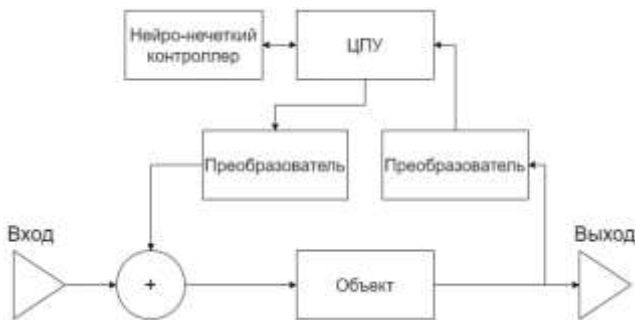 Нейро-нечеткий
контроллер
ЦПУ
Преобразователь
Преобразователь
Вход
Выход
+
Объект